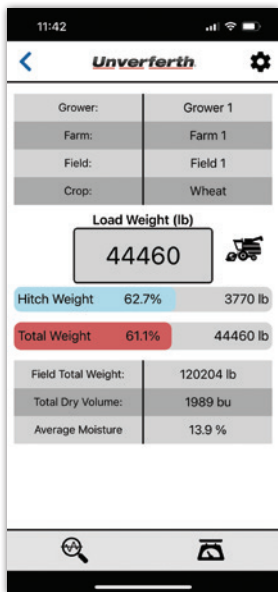 11:42
Unverferth
Grower: Grower 1
Farm: Farm 1
Field: Field 1
Crop: Wheat
Load Weight (lb)
44460
Hitch Weight 62.7% 3770 lb
Total Weight 61.1% 44460 lb
Field Total Weight: 120204 lb
Total Dry Volume: 1989 bu
Average Moisture 13.9 %